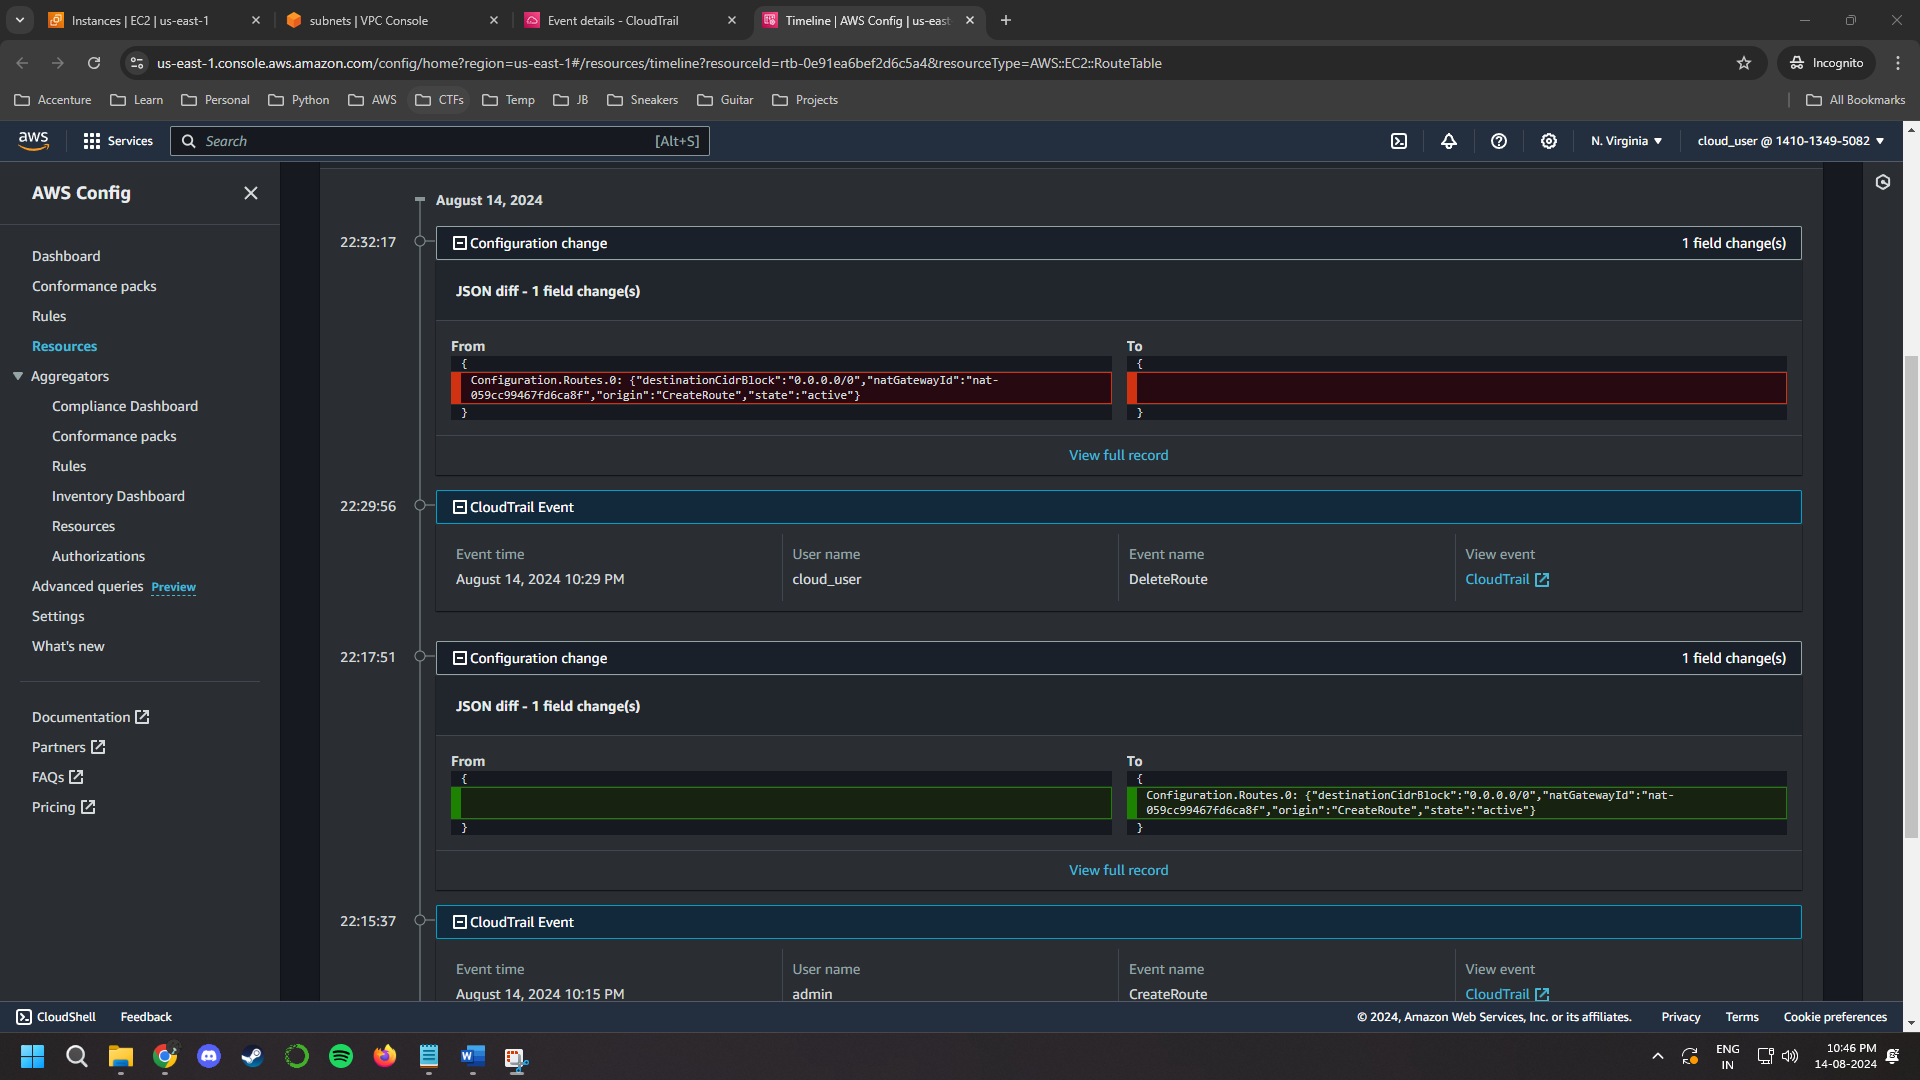 Instances | EC2 | us-east-1
subnets | VPC Console
Event details - CloudTrail
Timeline | AWS Config | us-east
us-east-1.console.aws.amazon.com/config/home?region=us-east-1#/resources/timeline?resourceId=rtb-0e91ea6bef2d6c5a4&resourceType=AWS::EC2::RouteTable
Incognito
Accenture
Learn
Personal
Python
AWS
CTFs
Temp
JB
Sneakers
Guitar
Projects
All Bookmarks
aws
Services
Search
[Alt+S]
N. Virginia
cloud_user @ 1410-1349-5082
AWS Config
Dashboard
Conformance packs
Rules
Resources
Aggregators
Compliance Dashboard
Conformance packs
Rules
Inventory Dashboard
Resources
Authorizations
Advanced queries Preview
Settings
What's new
Documentation
Partners
FAQs
Pricing
August 14, 2024
22:32:17
Configuration change
1 field change(s)
JSON diff - 1 field change(s)
From
{
Configuration.Routes.0: {"destinationCidrBlock":"0.0.0.0/0","natGatewayId":"nat-
059cc99467fd6ca8f","origin":"CreateRoute","state":"active"}
}
To
{
}
View full record
22:29:56
CloudTrail Event
Event time
August 14, 2024 10:29 PM
User name
cloud_user
Event name
DeleteRoute
View event
CloudTrail
22:17:51
Configuration change
1 field change(s)
JSON diff - 1 field change(s)
From
{
}
To
{
Configuration.Routes.0: {"destinationCidrBlock":"0.0.0.0/0","natGatewayId":"nat-
059cc99467fd6ca8f","origin":"CreateRoute","state":"active"}
}
View full record
22:15:37
CloudTrail Event
Event time
August 14, 2024 10:15 PM
User name
admin
Event name
CreateRoute
View event
CloudTrail
CloudShell
Feedback
© 2024, Amazon Web Services, Inc. or its affiliates.
Privacy
Terms
Cookie preferences
ENG
IN
10:46 PM
14-08-2024